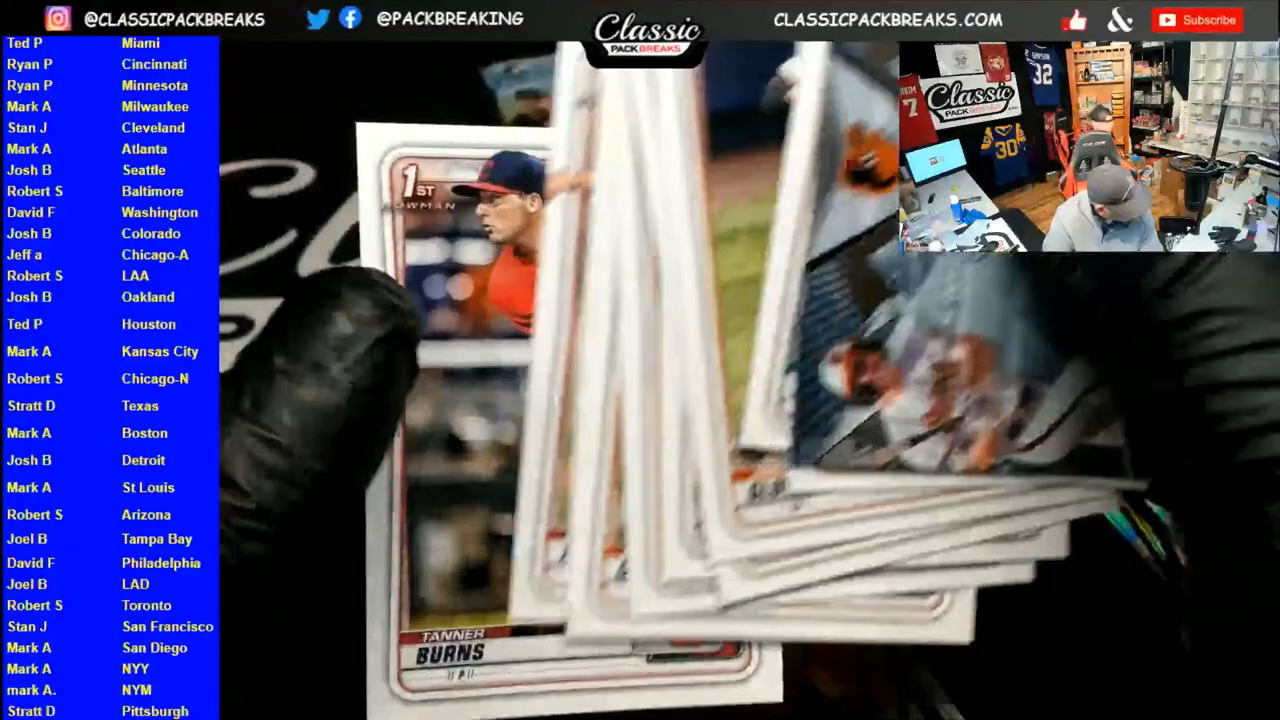 @CLASSICPACKBREAKS
@PACKBREAKING
Classic
PACK BREAKS
CLASSICPACKBREAKS.COM
Subscribe
Ted P Miami
Ryan P Cincinnati
Ryan P Minnesota
Mark A Milwaukee
Stan J Cleveland
Mark A Atlanta
Josh B Seattle
Robert S Baltimore
David F Washington
Josh B Colorado
Jeff a Chicago-A
Robert S LAA
Josh B Oakland
Ted P Houston
Mark A Kansas City
Robert S Chicago-N
Stratt D Texas
Mark A Boston
Josh B Detroit
Mark A St Louis
Robert S Arizona
Joel B Tampa Bay
David F Philadelphia
Joel B LAD
Robert S Toronto
Stan J San Francisco
Mark A San Diego
Mark A NYY
mark A. NYM
Stratt D Pittsburgh
1ST
BOWMAN
TANNER
BURNS
P
Classic
PACK BREAKS
7
32
30